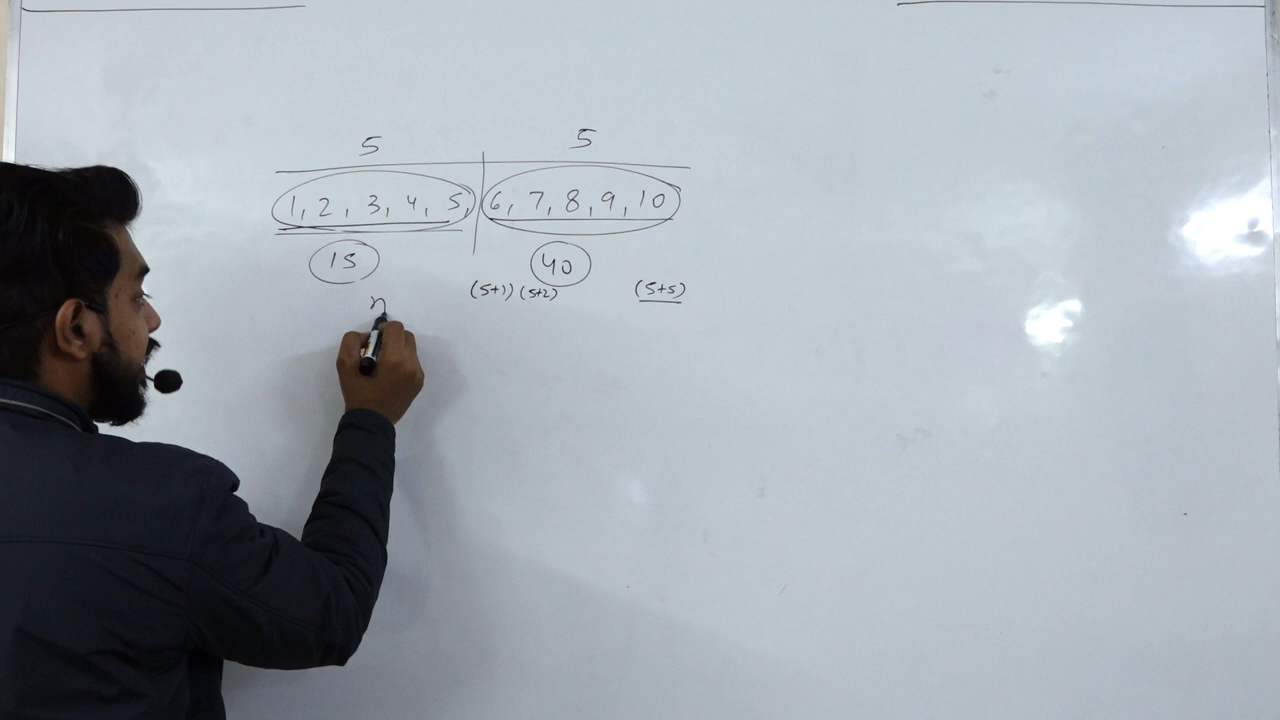 5 5
1, 2, 3, 4, 5, 6, 7, 8, 9, 10
15 40
(5+1) (5+2) (5+5)
n